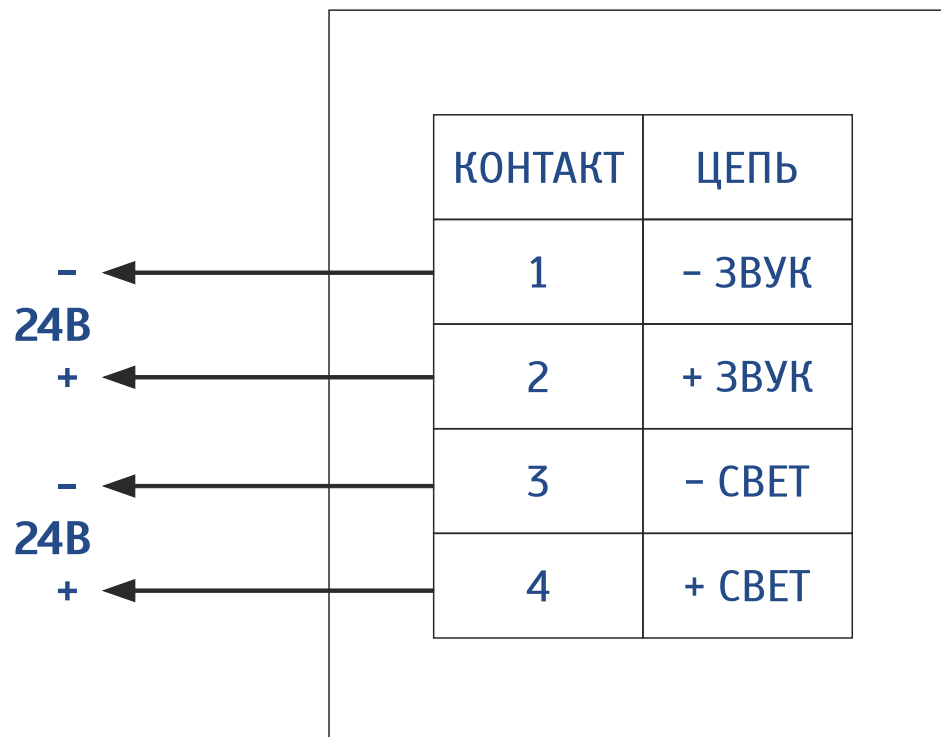 КОНТАКТ ЦЕПЬ
– 1 – ЗВУК
24В
+ 2 + ЗВУК
– 3 – СВЕТ
24В
+ 4 + СВЕТ